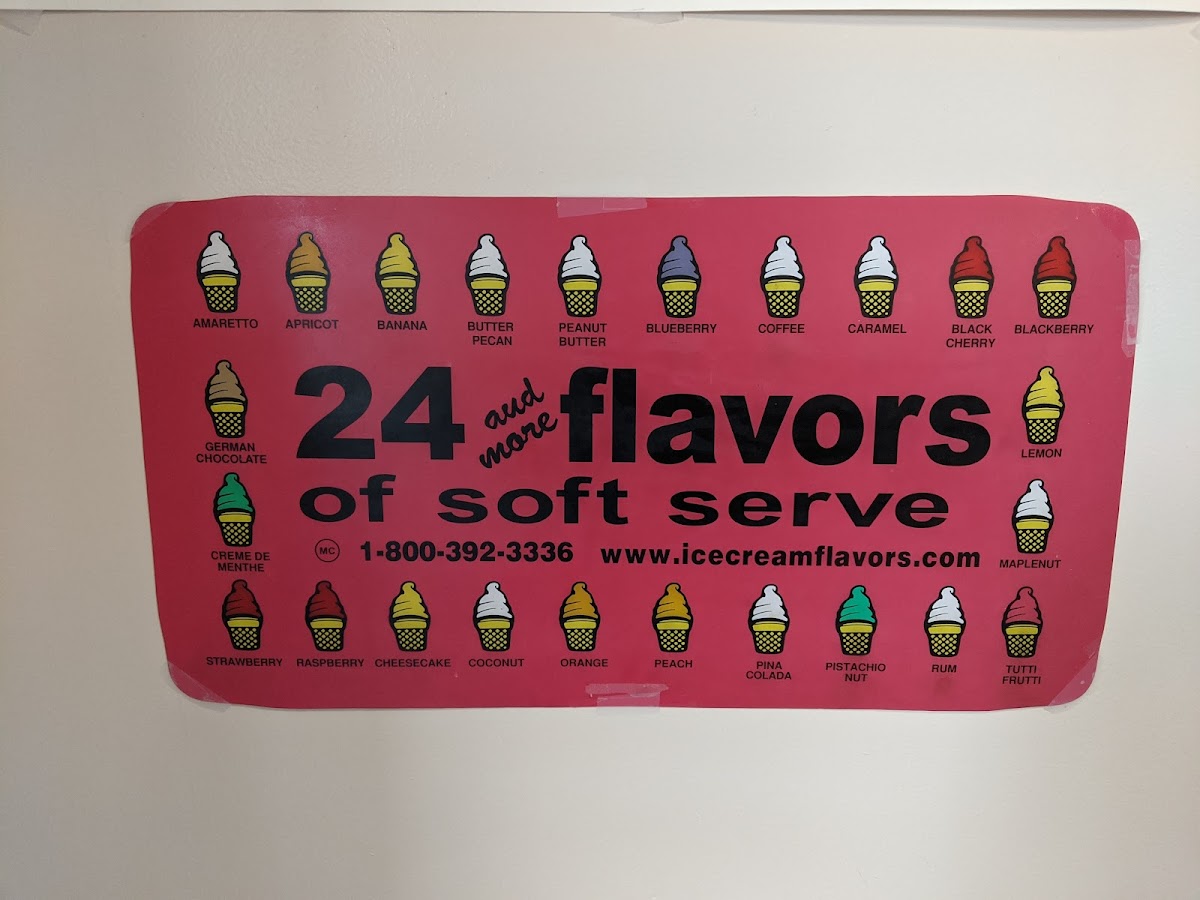 AMARETTO
APRICOT
BANANA
BUTTER
PECAN
PEANUT
BUTTER
BLUEBERRY
COFFEE
CARAMEL
BLACK
CHERRY
BLACKBERRY
24 and more flavors
of soft serve
MC 1-800-392-3336 www.icecreamflavors.com
GERMAN
CHOCOLATE
LEMON
CREME DE
MENTHE
MAPLENUT
STRAWBERRY
RASPBERRY
CHEESECAKE
COCONUT
ORANGE
PEACH
PINA
COLADA
PISTACHIO
NUT
RUM
TUTTI
FRUTTI